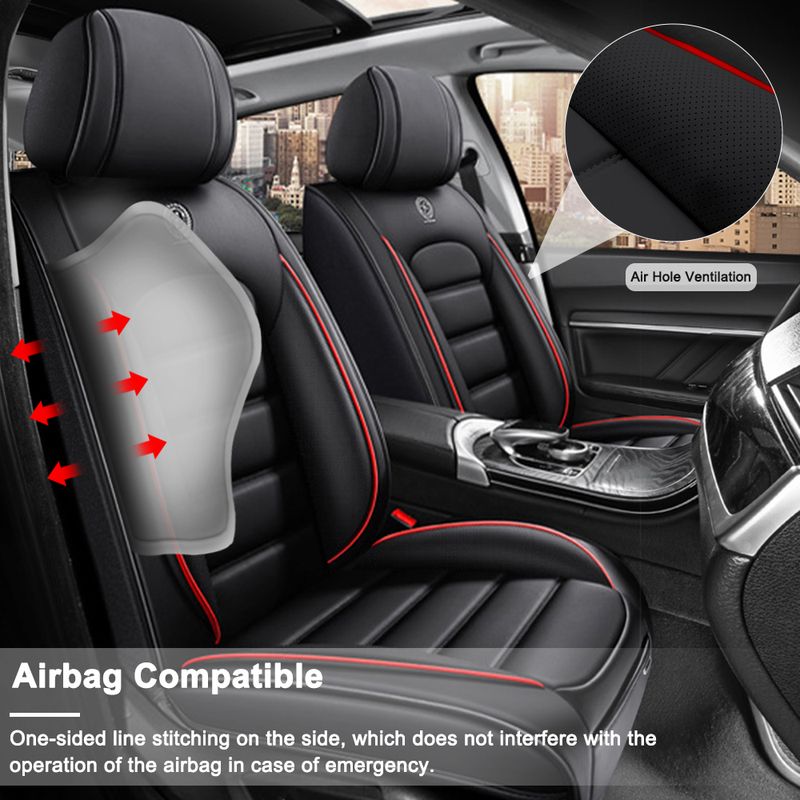 Air Hole Ventilation
Airbag Compatible
One-sided line stitching on the side, which does not interfere with the
operation of the airbag in case of emergency.